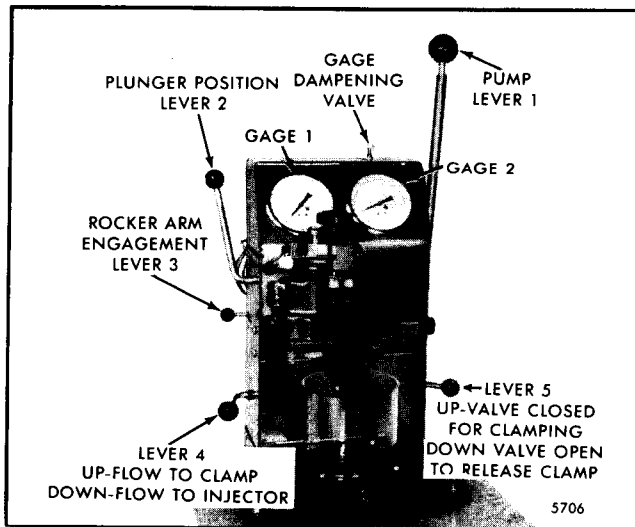 PUMP
LEVER 1
GAGE
DAMPENING
VALVE
PLUNGER POSITION
LEVER 2
GAGE 1
GAGE 2
ROCKER ARM
ENGAGEMENT
LEVER 3
LEVER 4
UP-FLOW TO CLAMP
DOWN-FLOW TO INJECTOR
LEVER 5
UP-VALVE CLOSED
FOR CLAMPING
DOWN VALVE OPEN
TO RELEASE CLAMP
5706